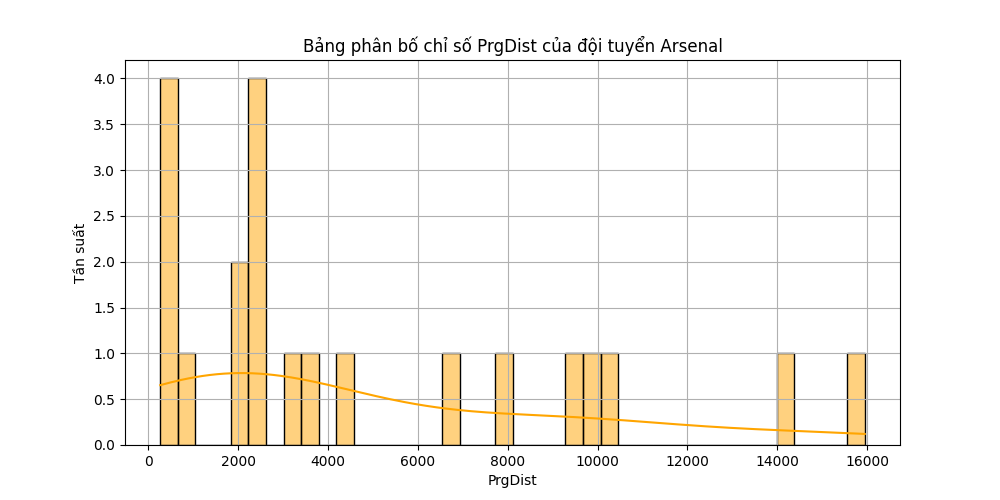 Bảng phân bố chỉ số PrgDist của đội tuyển Arsenal
4.0
3.5
3.0
2.5
2.0
1.5
1.0
0.5
0.0
Tần suất
0 2000 4000 6000 8000 10000 12000 14000 16000
PrgDist